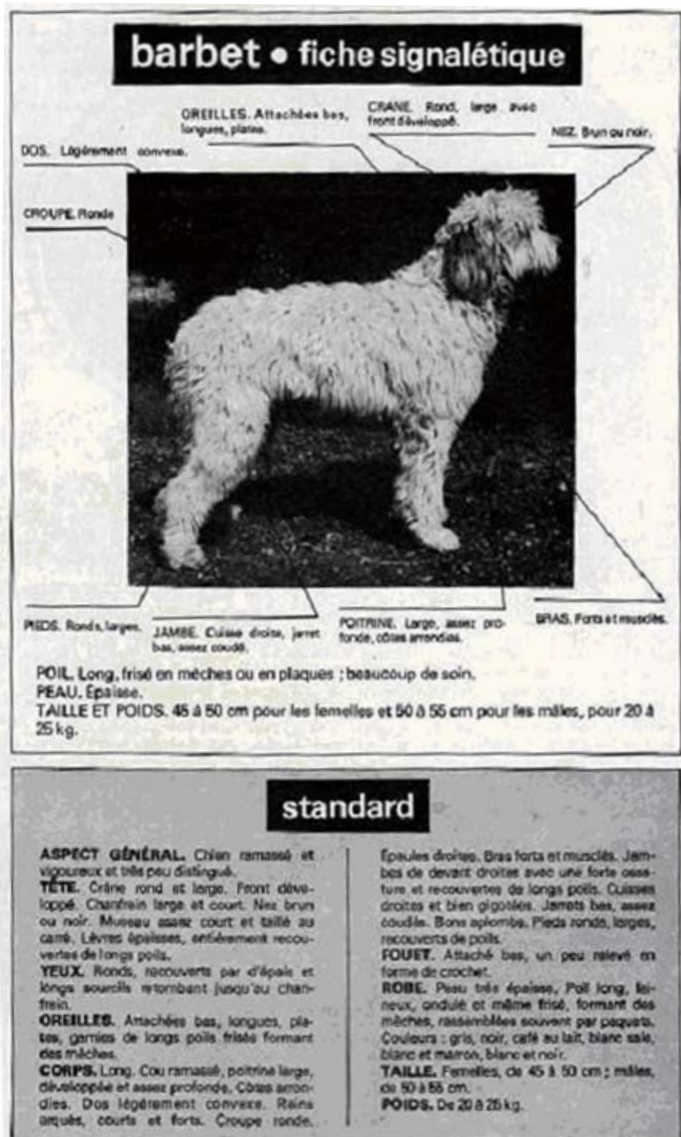 barbet • fiche signalétique
OREILLES. Attachées bas,
longues, plates.
CRANE. Rond, large avec
front développé.
NEZ. Brun ou noir.
DOS. Légèrement convexe.
CROUPE. Ronde
PIEDS. Ronds, larges.
JAMBE. Cuisse droite, jarret
bas, assez coudé.
POITRINE. Large, assez pro-
fonde, côtes arrondies.
BRAS. Forts et musclés.
POIL. Long, frisé en mèches ou en plaques ; beaucoup de soin.
PEAU. Épaisse.
TAILLE ET POIDS. 45 à 50 cm pour les femelles et 50 à 55 cm pour les mâles, pour 20 à
25 kg.
standard
ASPECT GÉNÉRAL. Chien ramassé et
vigoureux et très peu distingué.
TÊTE. Crâne rond et large. Front déve-
loppé. Chanfrein large et court. Nez brun
ou noir. Museau assez court et taillé au
carré. Lèvres épaisses, entièrement recou-
vertes de longs poils.
YEUX. Ronds, recouverts par d'épais et
longs sourcils retombant jusqu'au chan-
frein.
OREILLES. Attachées bas, longues, pla-
tes, garnies de longs poils frisés formant
des mèches.
CORPS. Long. Cou ramassé, poitrine large,
développée et assez profonde. Côtes arron-
dies. Dos légèrement convexe. Reins
arqués, courts et forts. Croupe ronde.
Épaules droites. Bras forts et musclés. Jam-
bes de devant droites avec une forte ossa-
ture et recouvertes de longs poils. Cuisses
droites et bien gigotées. Jarrets bas, assez
coudés. Bons aplombs. Pieds ronds, larges,
recouverts de poils.
FOUET. Attaché bas, un peu relevé en
forme de crochet.
ROBE. Peau très épaisse. Poil long, lai-
neux, ondulé et même frisé, formant des
mèches, rassemblées souvent par paquets.
Couleurs : gris, noir, café au lait, blanc sale,
blanc et marron, blanc et noir.
TAILLE. Femelles, de 45 à 50 cm ; mâles,
de 50 à 55 cm.
POIDS. De 20 à 25 kg.